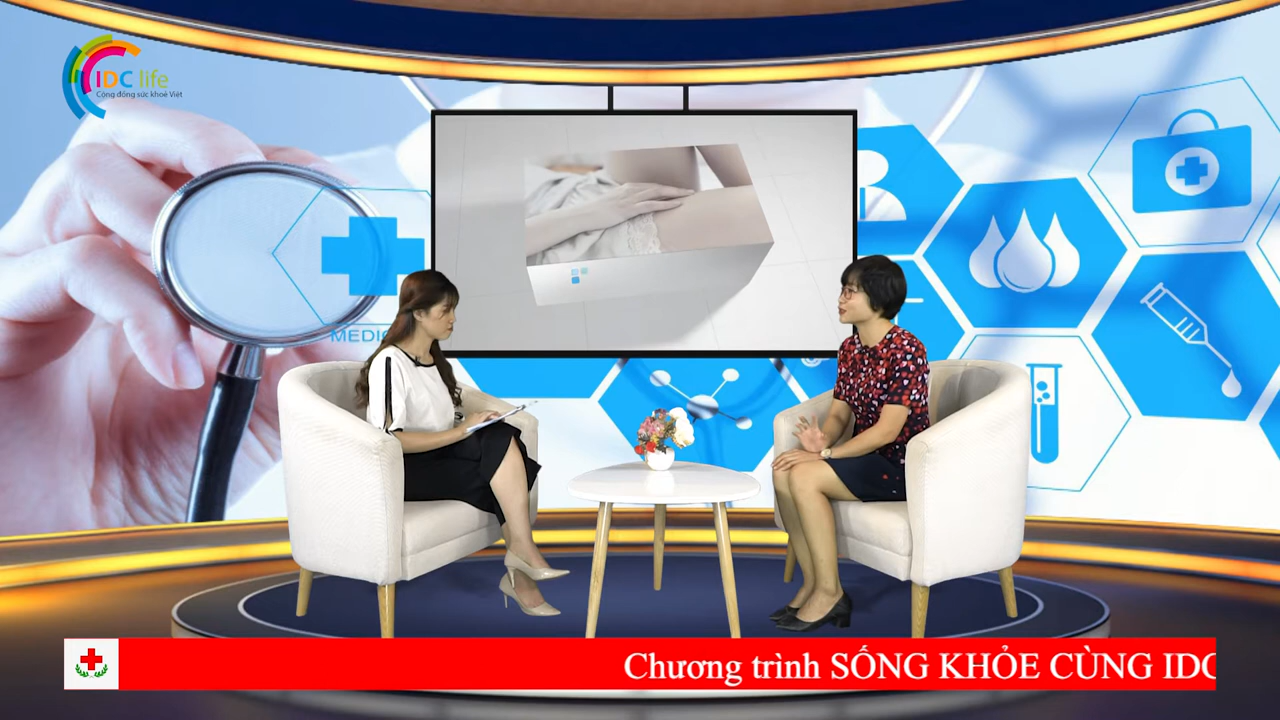 IDC life
Cộng đồng sức khoẻ Việt
MEDIC
Chương trình SỐNG KHỎE CÙNG IDC